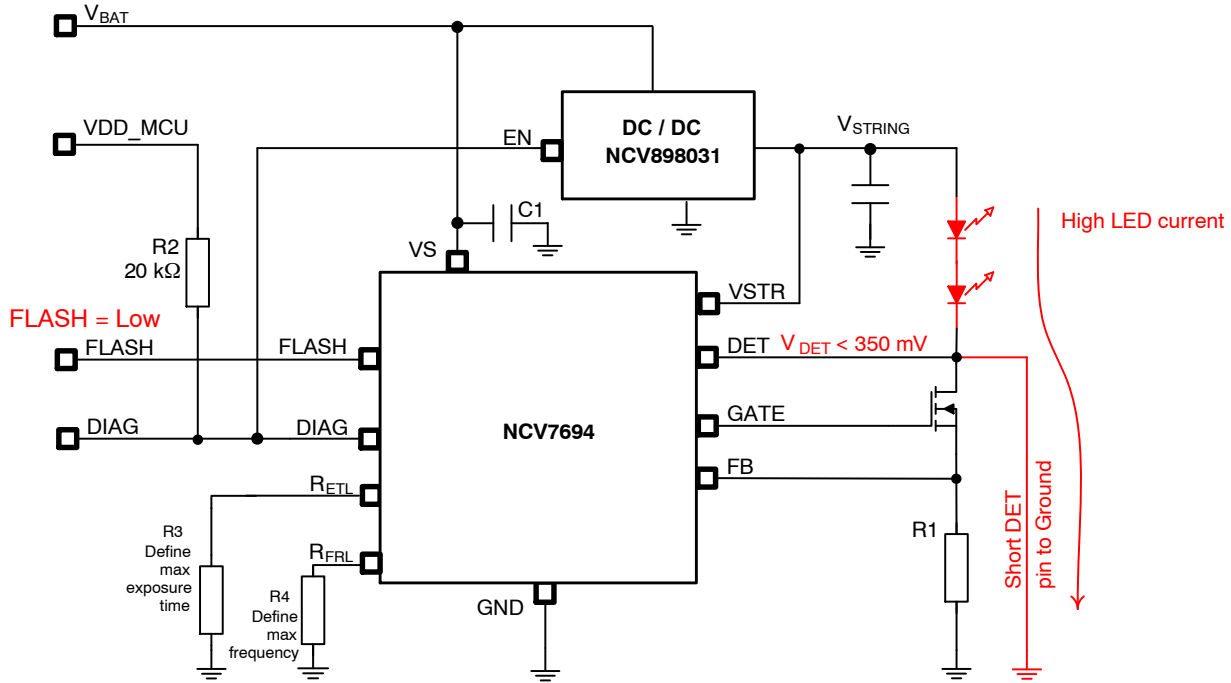 VBAT
VDD_MCU
EN
DC / DC
NCV898031
VSTRING
C1
R2
20 kΩ
VS
High LED current
VSTR
FLASH = Low
FLASH
FLASH
DET
V DET < 350 mV
GATE
DIAG
DIAG
NCV7694
FB
RETL
R3
Define
max
exposure
time
RFRL
R4
Define
max
frequency
GND
R1
Short DET
pin to Ground